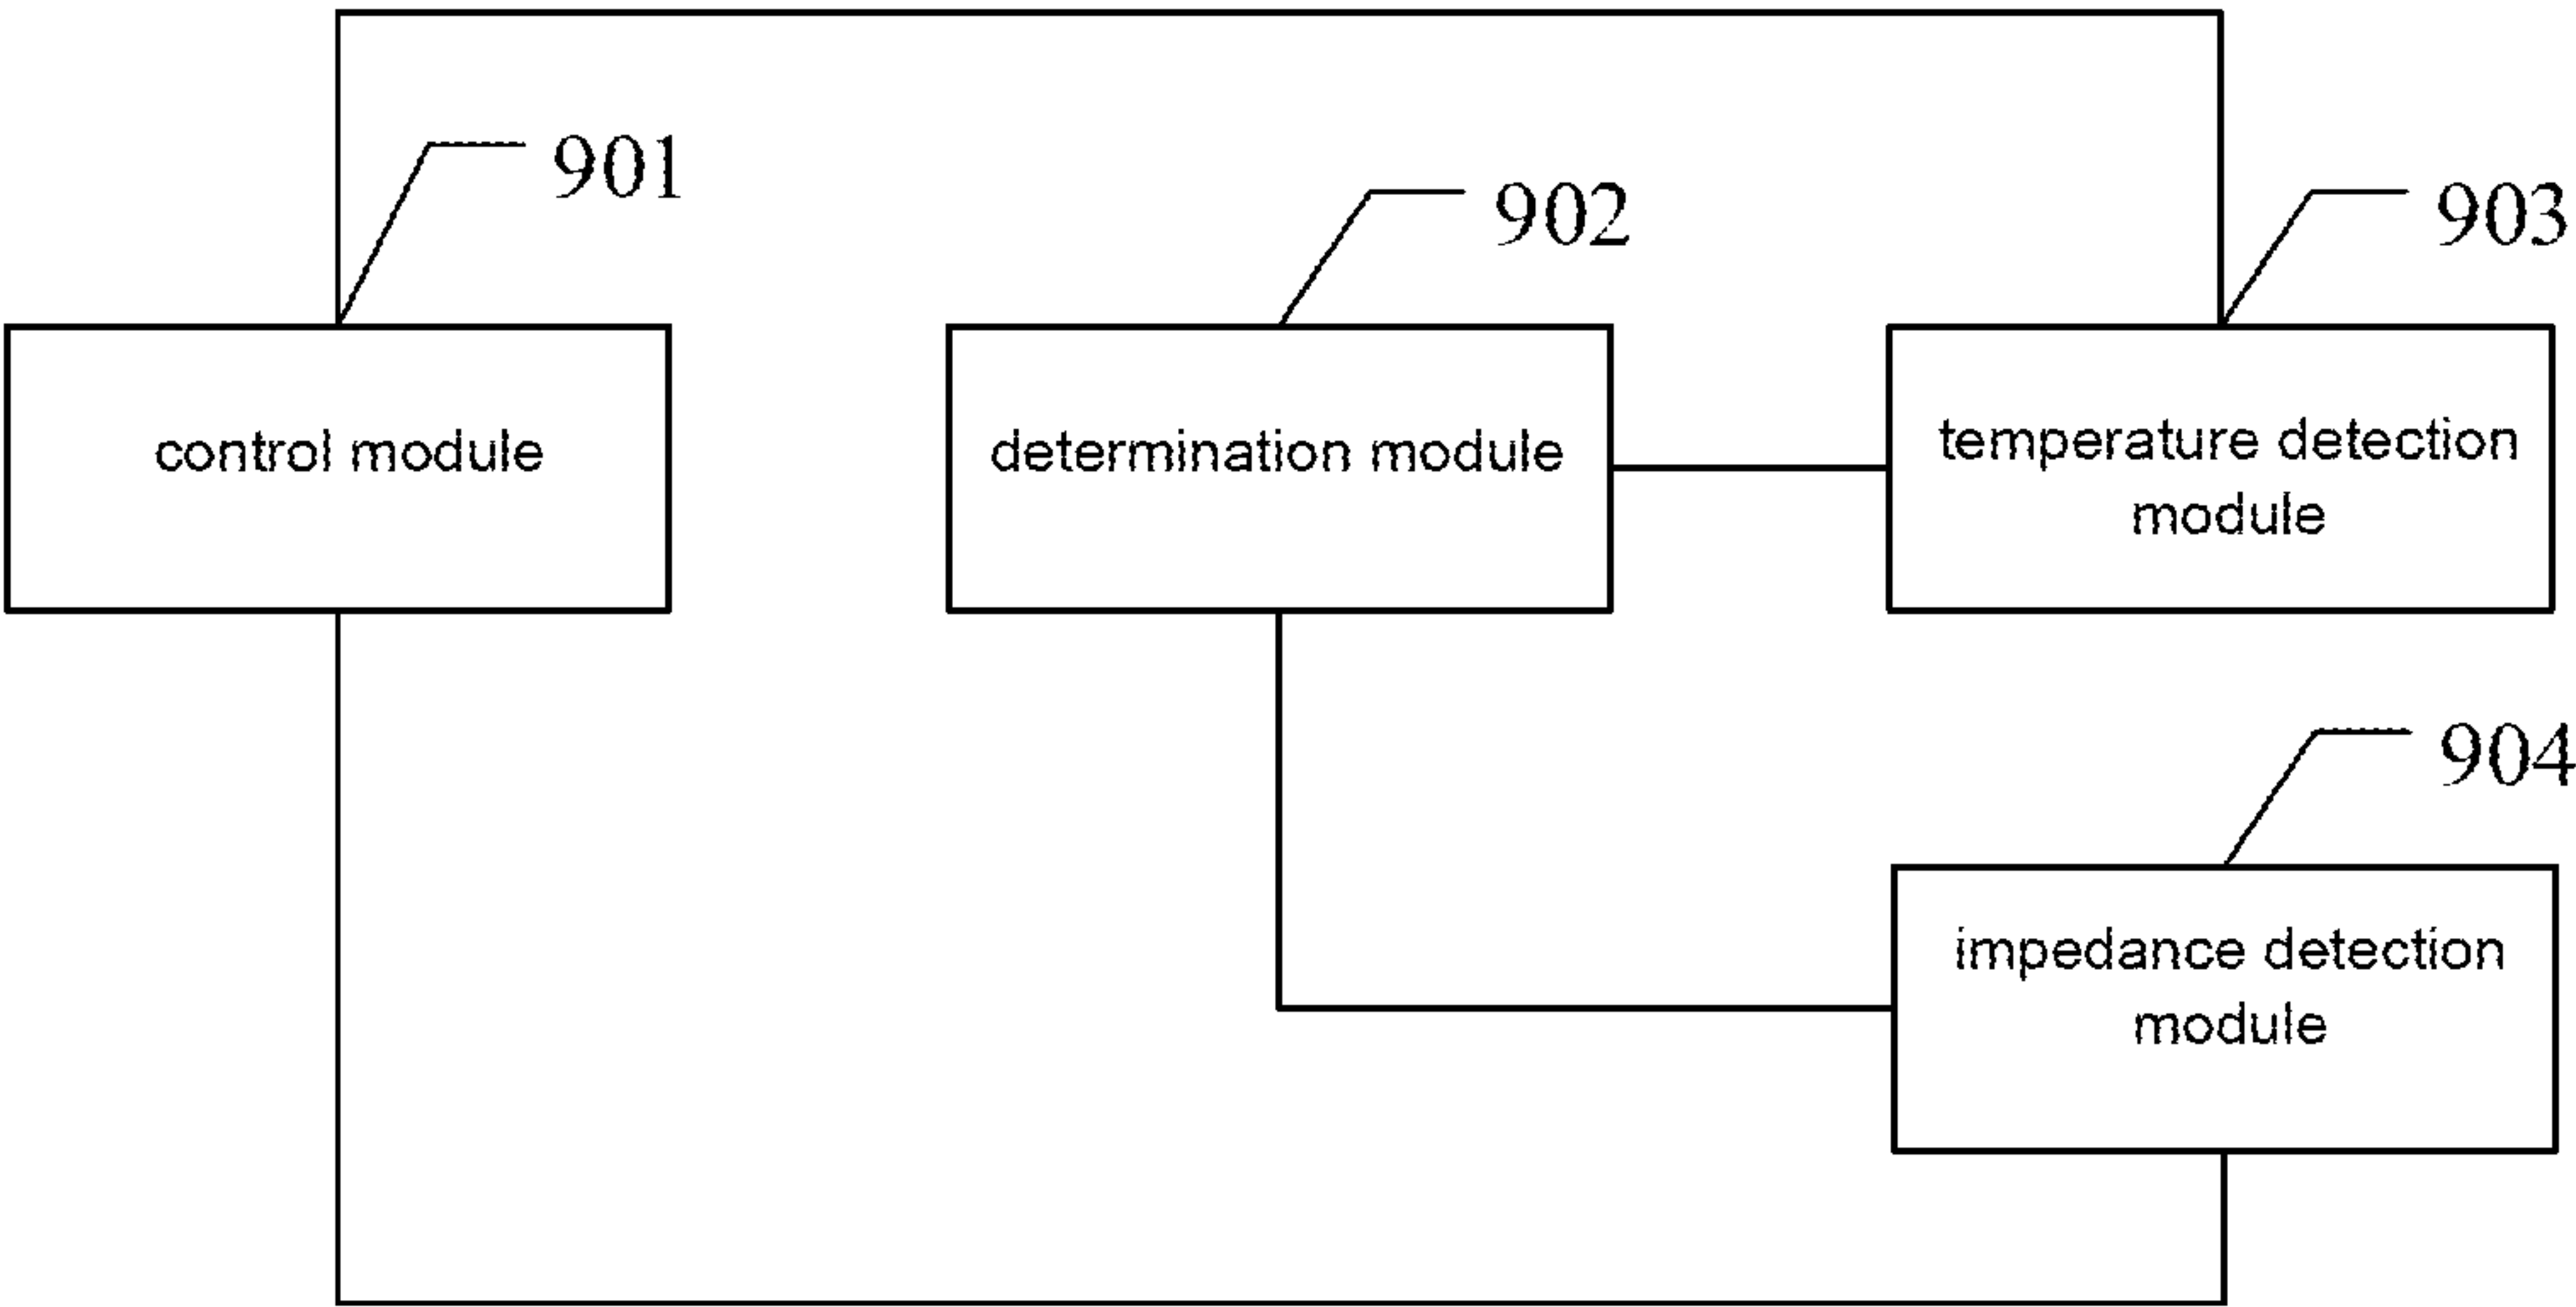 901
902
903
control module
determination module
temperature detection
module
904
impedance detection
module